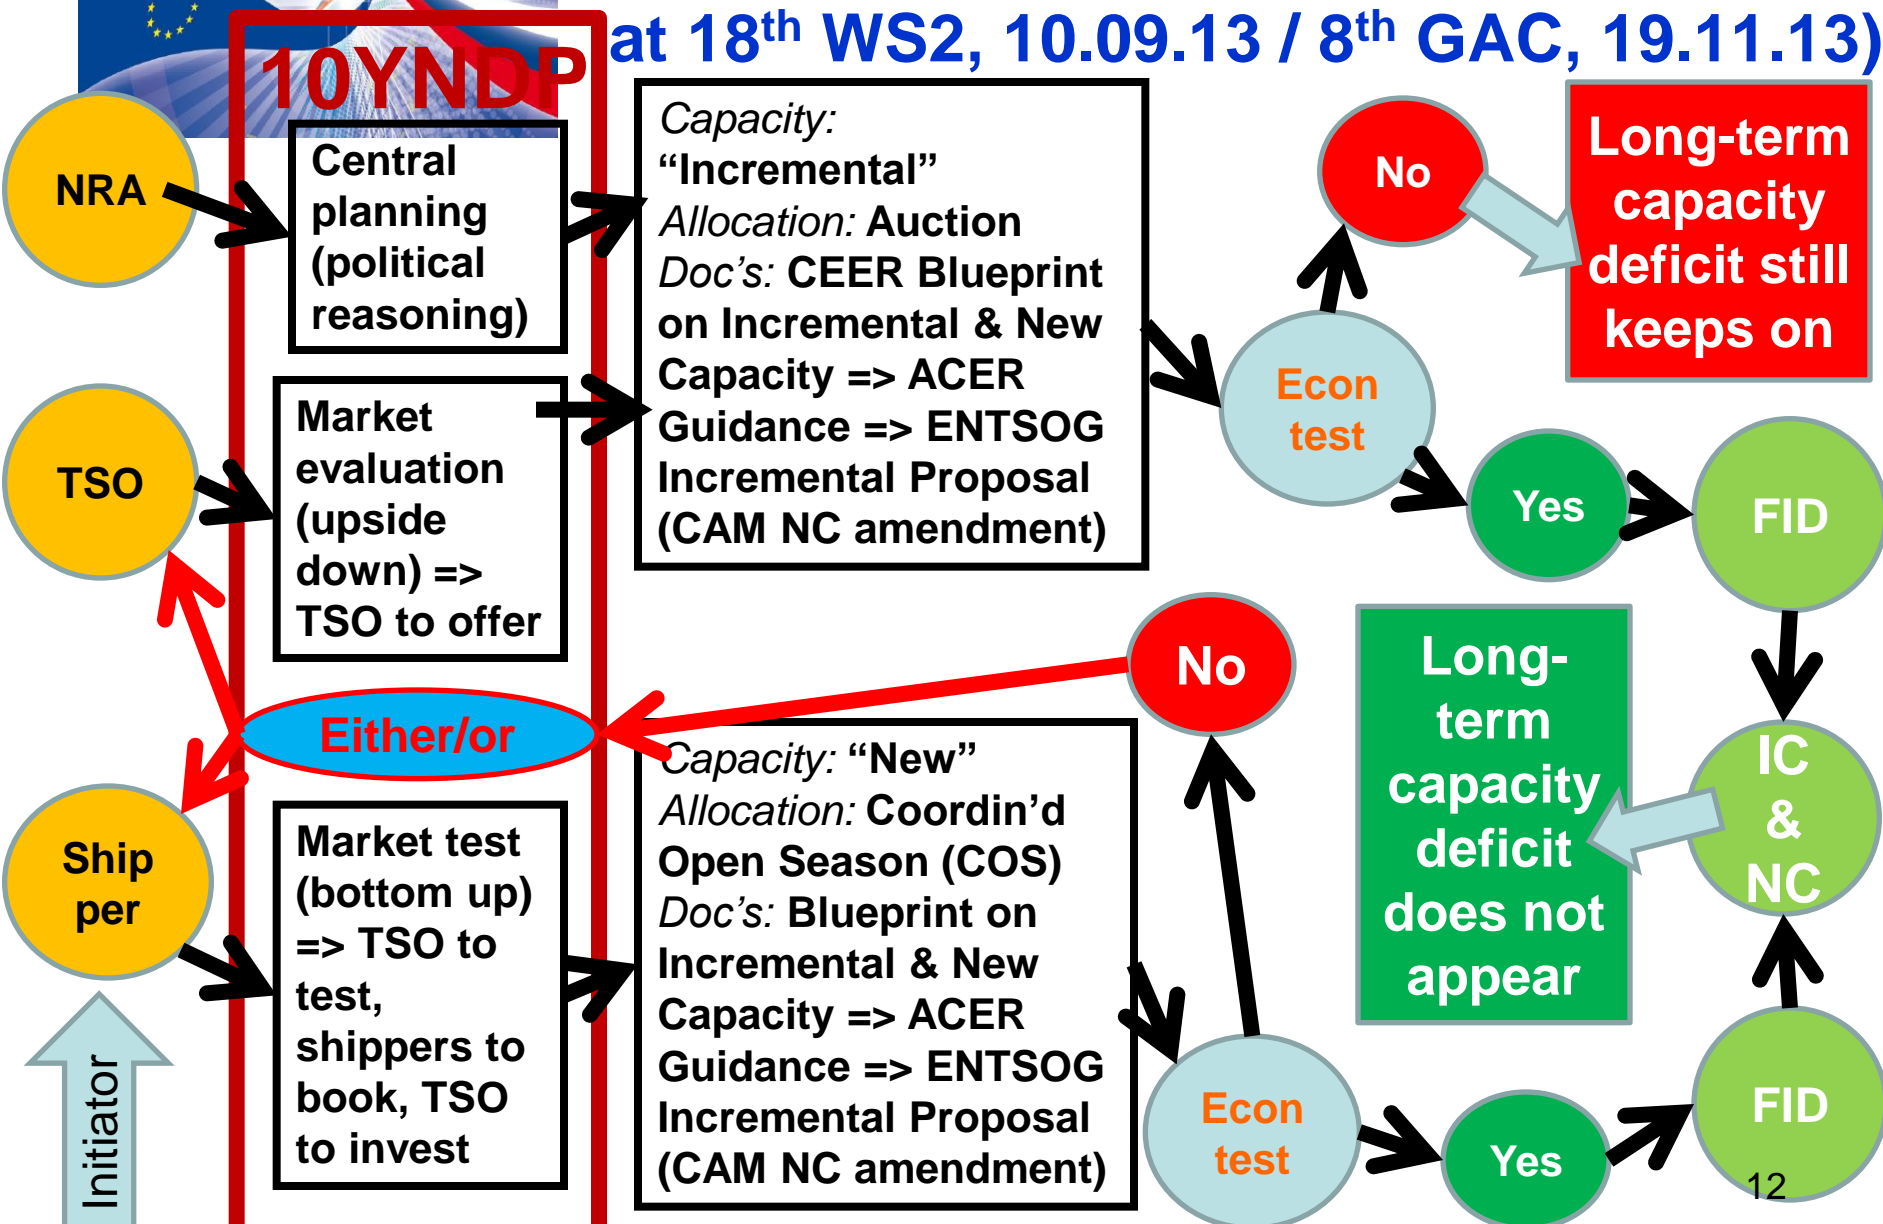 at 18th WS2, 10.09.13 / 8th GAC, 19.11.13)
10YNDP
NRA
Central
planning
(political
reasoning)
Capacity:
“Incremental”
Allocation: Auction
Doc’s: CEER Blueprint
on Incremental & New
Capacity => ACER
Guidance => ENTSOG
Incremental Proposal
(CAM NC amendment)
No
Long-term
capacity
deficit still
keeps on
TSO
Market
evaluation
(upside
down) =>
TSO to offer
Econ
test
Yes
FID
Either/or
No
Long-
term
capacity
deficit
does not
appear
IC
&
NC
Ship
per
Market test
(bottom up)
=> TSO to
test,
shippers to
book, TSO
to invest
Capacity: “New”
Allocation: Coordin’d
Open Season (COS)
Doc’s: Blueprint on
Incremental & New
Capacity => ACER
Guidance => ENTSOG
Incremental Proposal
(CAM NC amendment)
Econ
test
Yes
FID
Initiator
12